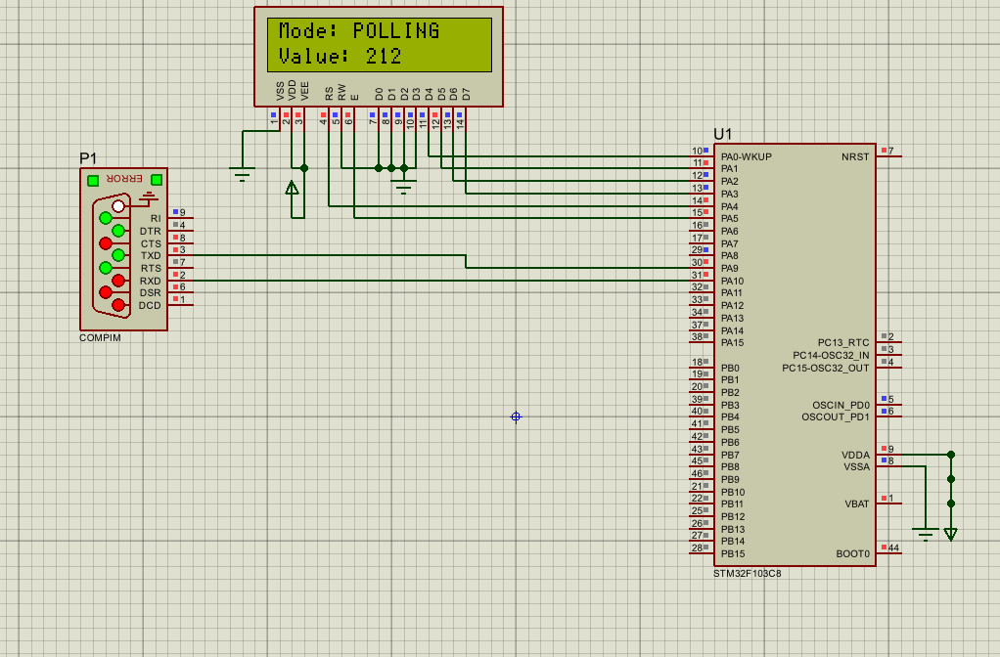 Mode: POLLING
Value: 212
VSS VDD VEE RS RW E D0 D1 D2 D3 D4 D5 D6 D7
1 2 3 4 5 6 7 8 9 10 11 12 13 14
P1
ERROR
RI 9
DTR 4
CTS 8
TXD 3
RTS 7
RXD 2
DSR 6
DCD 1
COMPIM
U1
10 PA0-WKUP NRST 7
11 PA1
12 PA2
13 PA3
14 PA4
15 PA5
16 PA6
17 PA7
29 PA8
30 PA9
31 PA10
32 PA11
33 PA12
34 PA13
37 PA14
38 PA15 PC13_RTC 2
PC14-OSC32_IN 3
18 PB0 PC15-OSC32_OUT 4
19 PB1
20 PB2
39 PB3 OSCIN_PD0 5
40 PB4 OSCOUT_PD1 6
41 PB5
42 PB6
43 PB7 VDDA 9
45 PB8 VSSA 8
46 PB9
21 PB10
22 PB11 VBAT 1
25 PB12
26 PB13
27 PB14
28 PB15 BOOT0 44
STM32F103C8